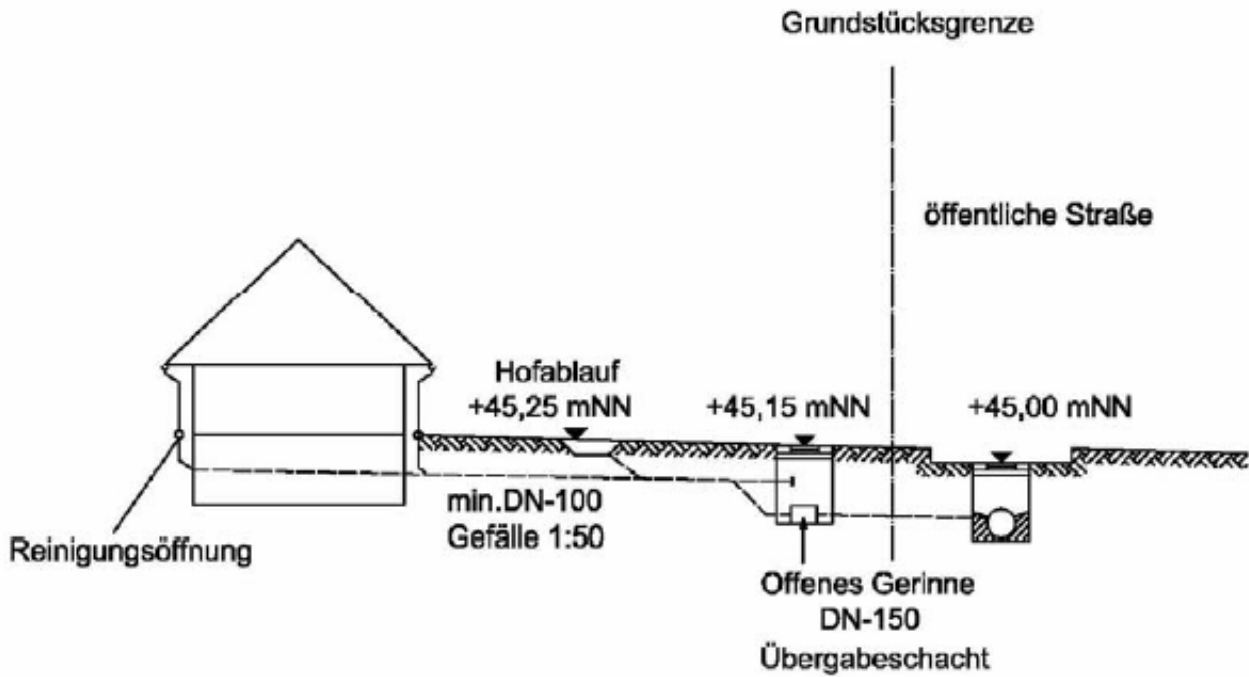 Grundstücksgrenze
öffentliche Straße
Hofablauf
+45,25 mNN
+45,15 mNN
+45,00 mNN
min.DN-100
Gefälle 1:50
Reinigungsöffnung
Offenes Gerinne
DN-150
Übergabeschacht